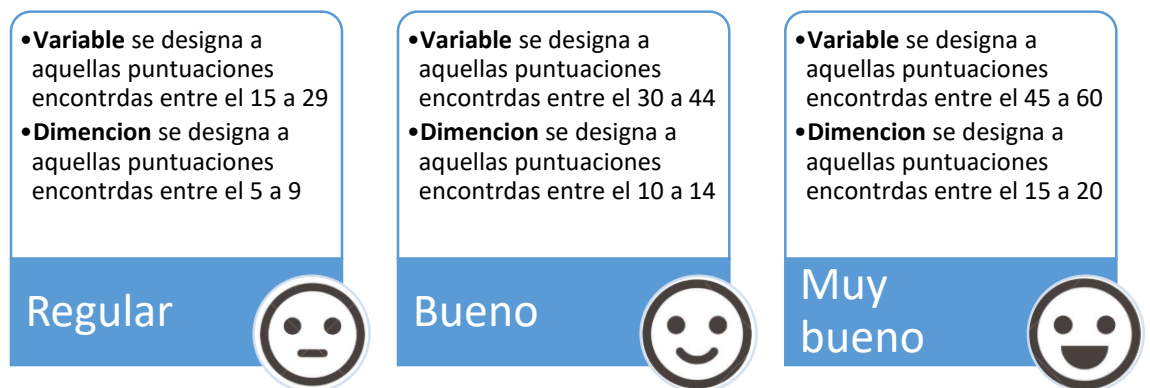 •Variable se designa a
aquellas puntuaciones
encontrdas entre el 15 a 29
•Dimencion se designa a
aquellas puntuaciones
encontrdas entre el 5 a 9
Regular
•Variable se designa a
aquellas puntuaciones
encontrdas entre el 30 a 44
•Dimencion se designa a
aquellas puntuaciones
encontrdas entre el 10 a 14
Bueno
•Variable se designa a
aquellas puntuaciones
encontrdas entre el 45 a 60
•Dimencion se designa a
aquellas puntuaciones
encontrdas entre el 15 a 20
Muy
bueno